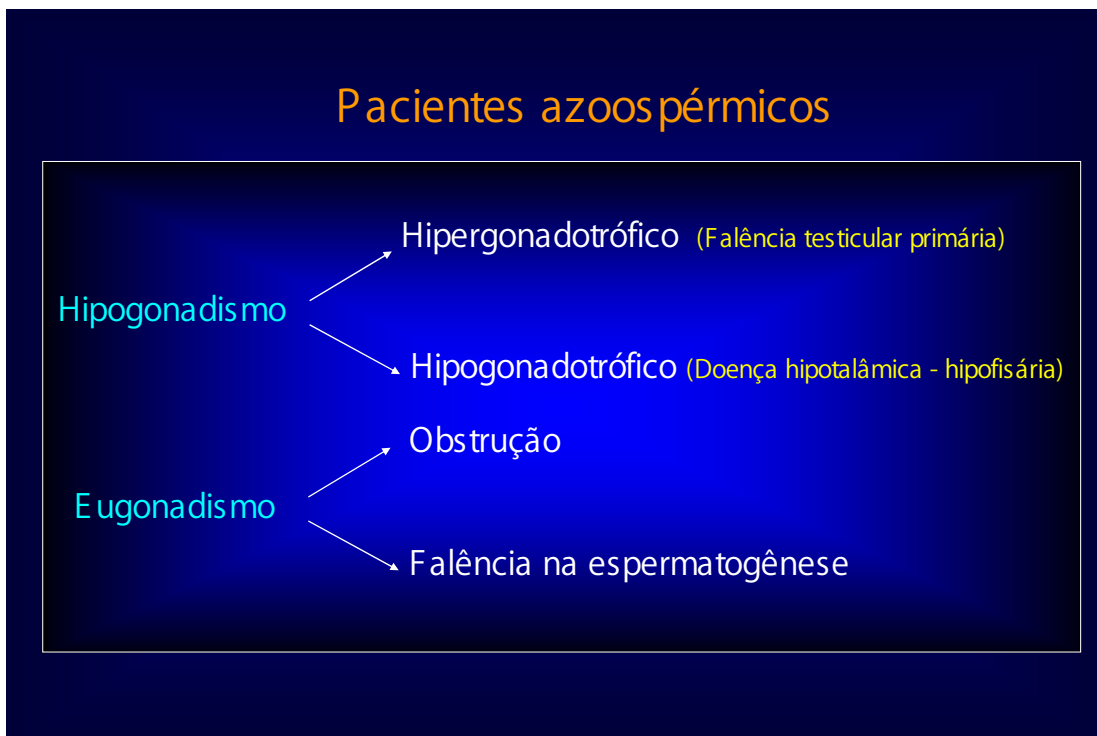 Pacientes azoospérmicos
Hipergonadotrófico (Falência testicular primária)
Hipogonadismo
Hipogonadotrófico (Doença hipotalâmica - hipofisária)
Obstrução
Eugonadismo
Falência na espermatogênese